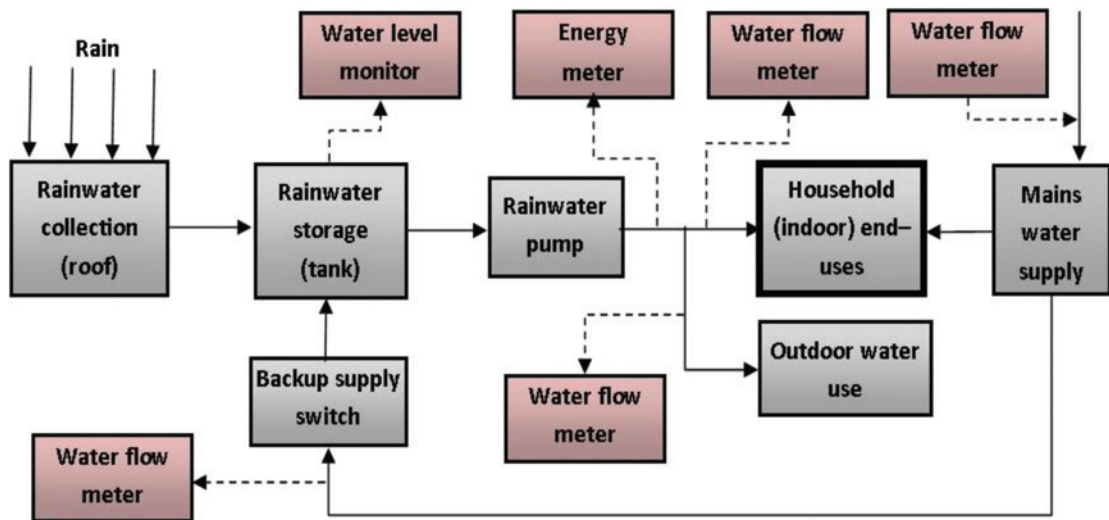 Rain
Water level
monitor
Energy
meter
Water flow
meter
Water flow
meter
Rainwater
collection
(roof)
Rainwater
storage
(tank)
Rainwater
pump
Household
(indoor) end–
uses
Mains
water
supply
Backup supply
switch
Outdoor water
use
Water flow
meter
Water flow
meter